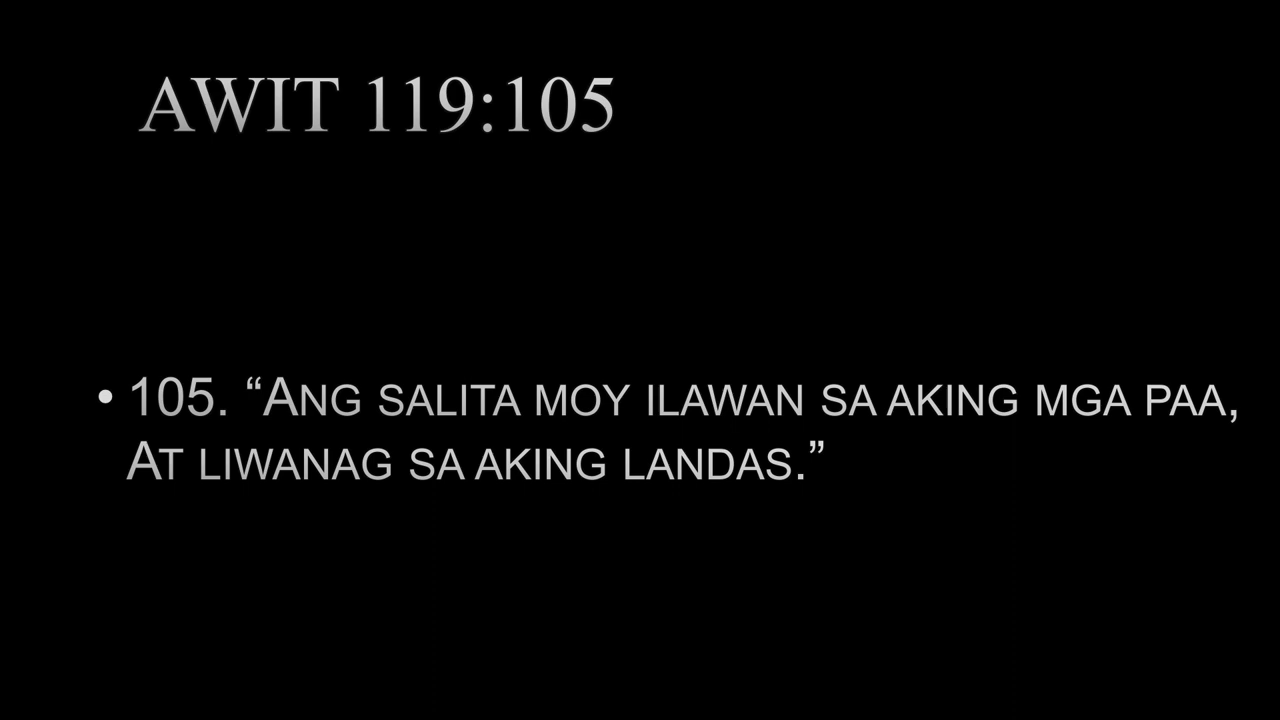 AWIT 119:105
• 105. “ANG SALITA MOY ILAWAN SA AKING MGA PAA,
AT LIWANAG SA AKING LANDAS.”